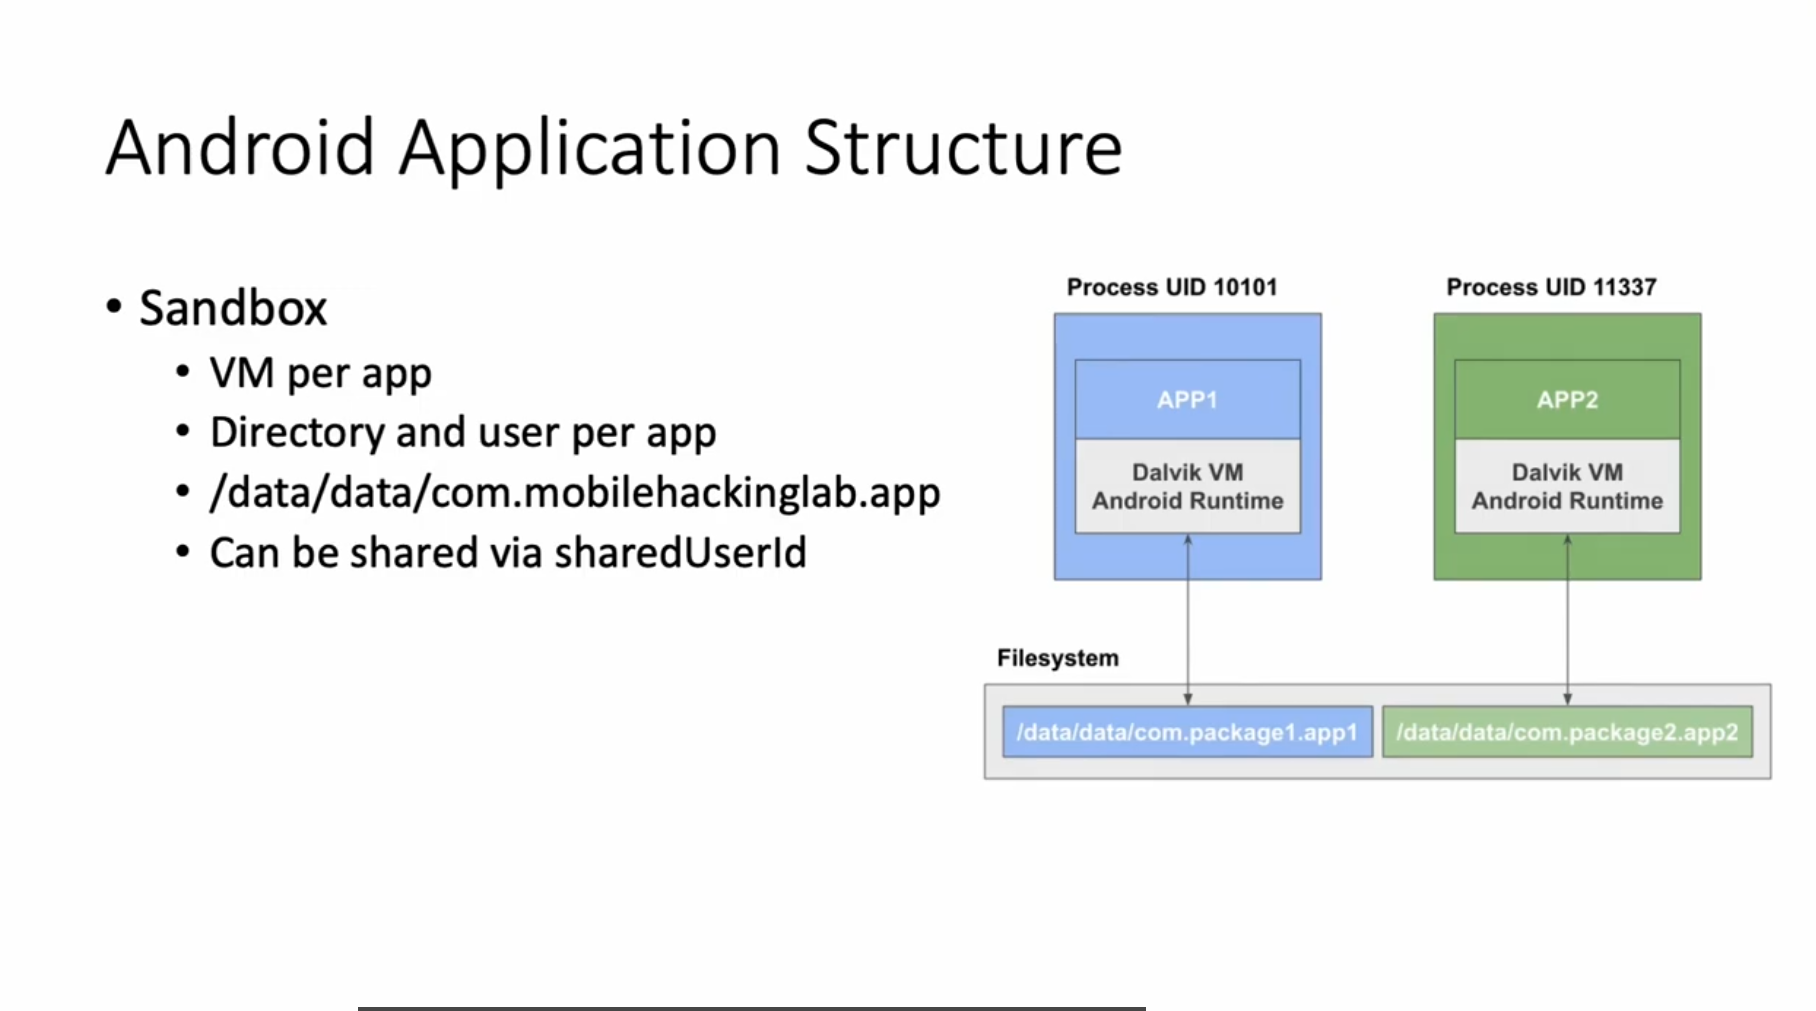 Android Application Structure
• Sandbox
• VM per app
• Directory and user per app
• /data/data/com.mobilehackinglab.app
• Can be shared via sharedUserId
Process UID 10101
APP1
Dalvik VM
Android Runtime
Process UID 11337
APP2
Dalvik VM
Android Runtime
Filesystem
/data/data/com.package1.app1
/data/data/com.package2.app2